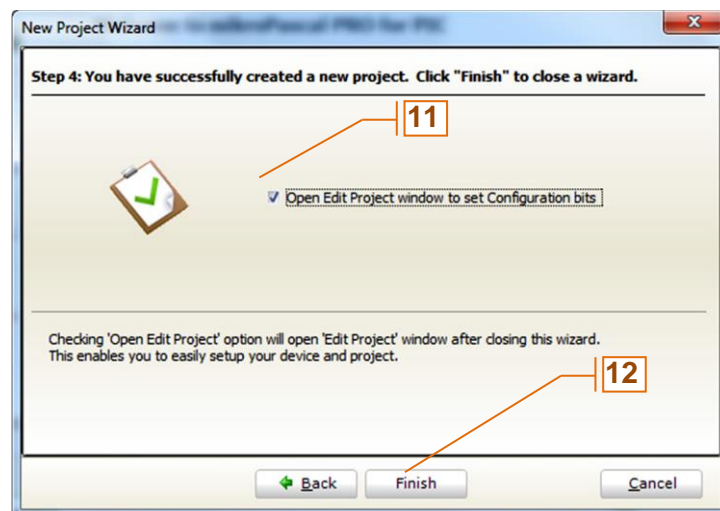 New Project Wizard
Step 4: You have successfully created a new project. Click "Finish" to close a wizard.
11
Open Edit Project window to set Configuration bits
Checking 'Open Edit Project' option will open 'Edit Project' window after closing this wizard.
This enables you to easily setup your device and project.
12
Back Finish Cancel